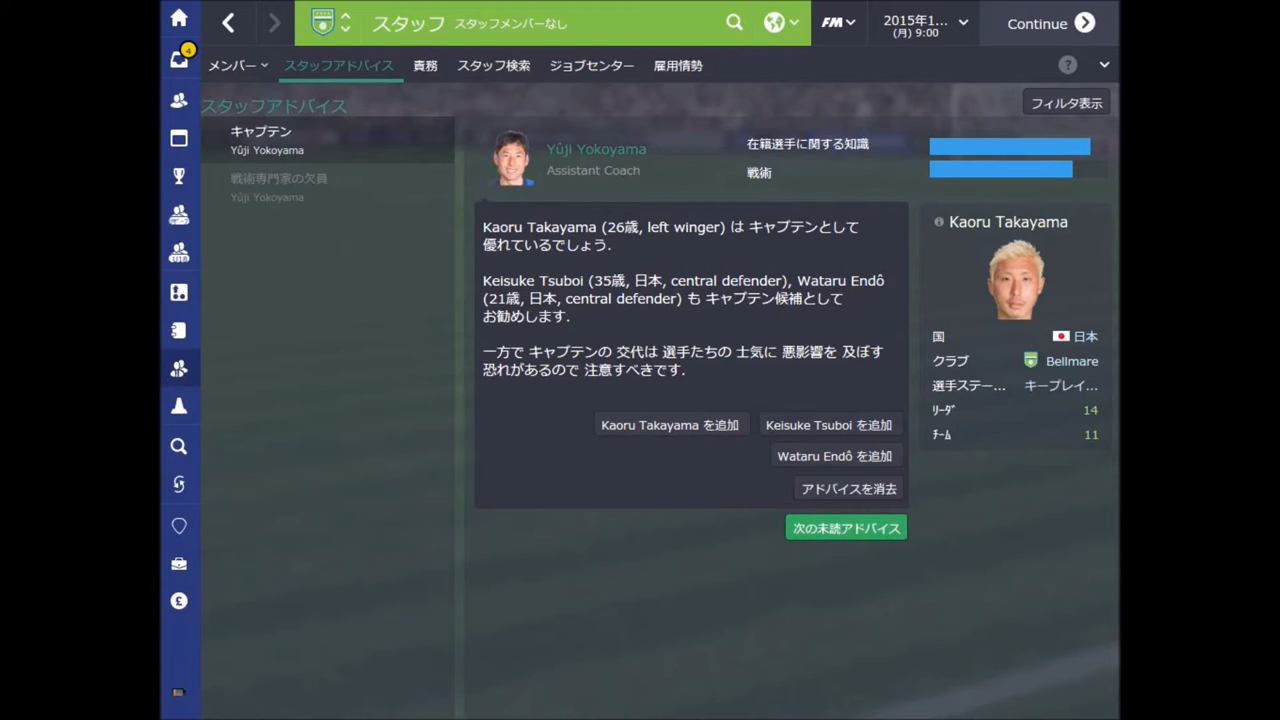 スタッフ スタッフメンバーなし
FM
2015年1...
(月) 9:00
Continue
4
メンバー スタッフアドバイス 責務 スタッフ検索 ジョブセンター 雇用情勢
?
スタッフアドバイス
フィルタ表示
キャプテン
Yûji Yokoyama
戦術専門家の欠員
Yûji Yokoyama
Yûji Yokoyama
Assistant Coach
在籍選手に関する知識
戦術
Kaoru Takayama (26歳, left winger) は キャプテンとして
優れているでしょう.
Keisuke Tsuboi (35歳, 日本, central defender), Wataru Endô
(21歳, 日本, central defender) も キャプテン候補として
お勧めします.
一方で キャプテンの 交代は 選手たちの 士気に 悪影響を 及ぼす
恐れがあるので 注意すべきです.
Kaoru Takayama を追加
Keisuke Tsuboi を追加
Wataru Endô を追加
アドバイスを消去
次の未読アドバイス
Kaoru Takayama
国 日本
クラブ Bellmare
選手ステー... キープレイ...
ﾘｰﾀﾞ 14
ﾁｰﾑ 11